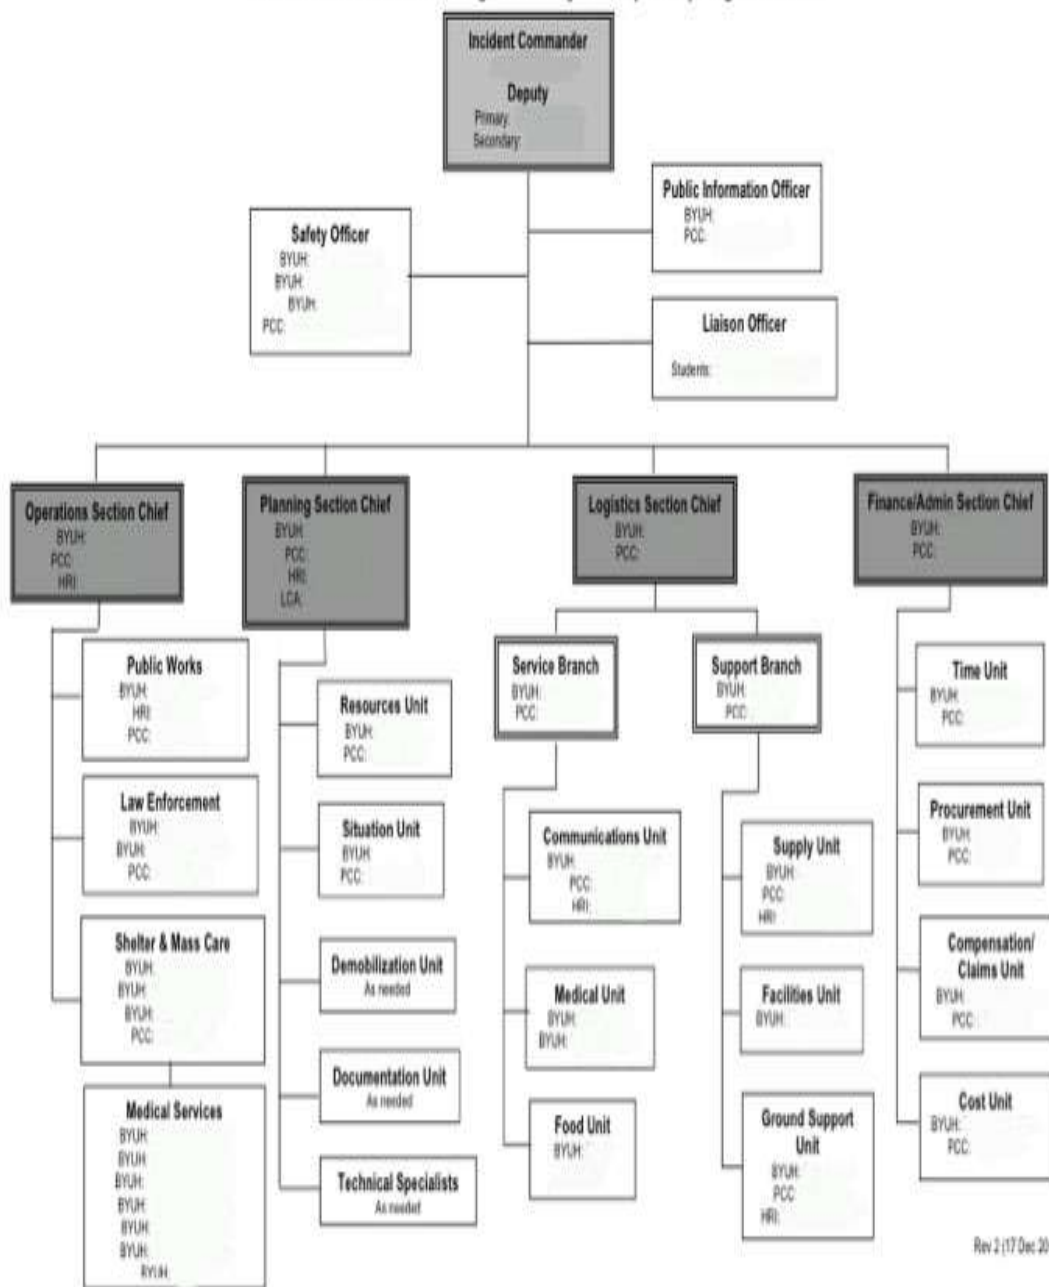 Incident Commander
Deputy
Primary:
Secondary:
Public Information Officer
BYUH:
PCC:
Safety Officer
BYUH:
BYUH:
BYUH:
PCC:
Liaison Officer
Students:
Operations Section Chief
BYUH:
PCC:
HRI:
Planning Section Chief
BYUH:
PCC:
HRI:
LCA:
Logistics Section Chief
BYUH:
PCC:
Finance/Admin Section Chief
BYUH:
PCC:
Public Works
BYUH:
HRI:
PCC:
Law Enforcement
BYUH:
BYUH:
PCC:
Shelter & Mass Care
BYUH:
BYUH:
BYUH:
PCC:
Medical Services
BYUH:
BYUH:
BYUH:
BYUH:
BYUH:
BYUH:
BYUH:
Resources Unit
BYUH:
PCC:
Situation Unit
BYUH:
PCC:
Demobilization Unit
As needed
Documentation Unit
As needed
Technical Specialists
As needed
Service Branch
BYUH:
PCC:
Communications Unit
BYUH:
PCC:
HRI:
Medical Unit
BYUH:
BYUH:
Food Unit
BYUH:
Support Branch
BYUH:
PCC:
Supply Unit
BYUH:
PCC:
HRI:
Facilities Unit
BYUH:
Ground Support
Unit
BYUH:
PCC:
HRI:
Time Unit
BYUH:
PCC:
Procurement Unit
BYUH:
PCC:
Compensation/
Claims Unit
BYUH:
PCC:
Cost Unit
BYUH:
PCC:
Rev 2 (17 Dec 20